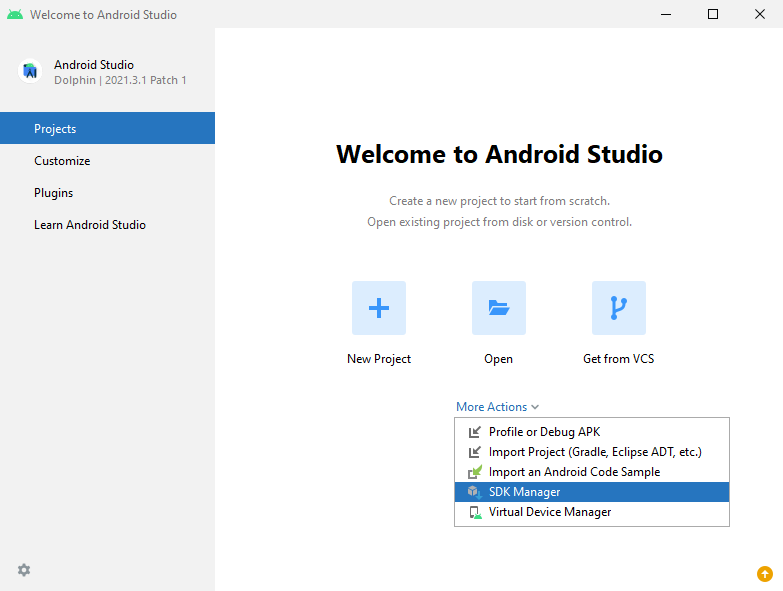 Welcome to Android Studio
Android Studio
Dolphin | 2021.3.1 Patch 1
Projects
Customize
Plugins
Learn Android Studio
Welcome to Android Studio
Create a new project to start from scratch.
Open existing project from disk or version control.
New Project
Open
Get from VCS
More Actions
Profile or Debug APK
Import Project (Gradle, Eclipse ADT, etc.)
Import an Android Code Sample
SDK Manager
Virtual Device Manager